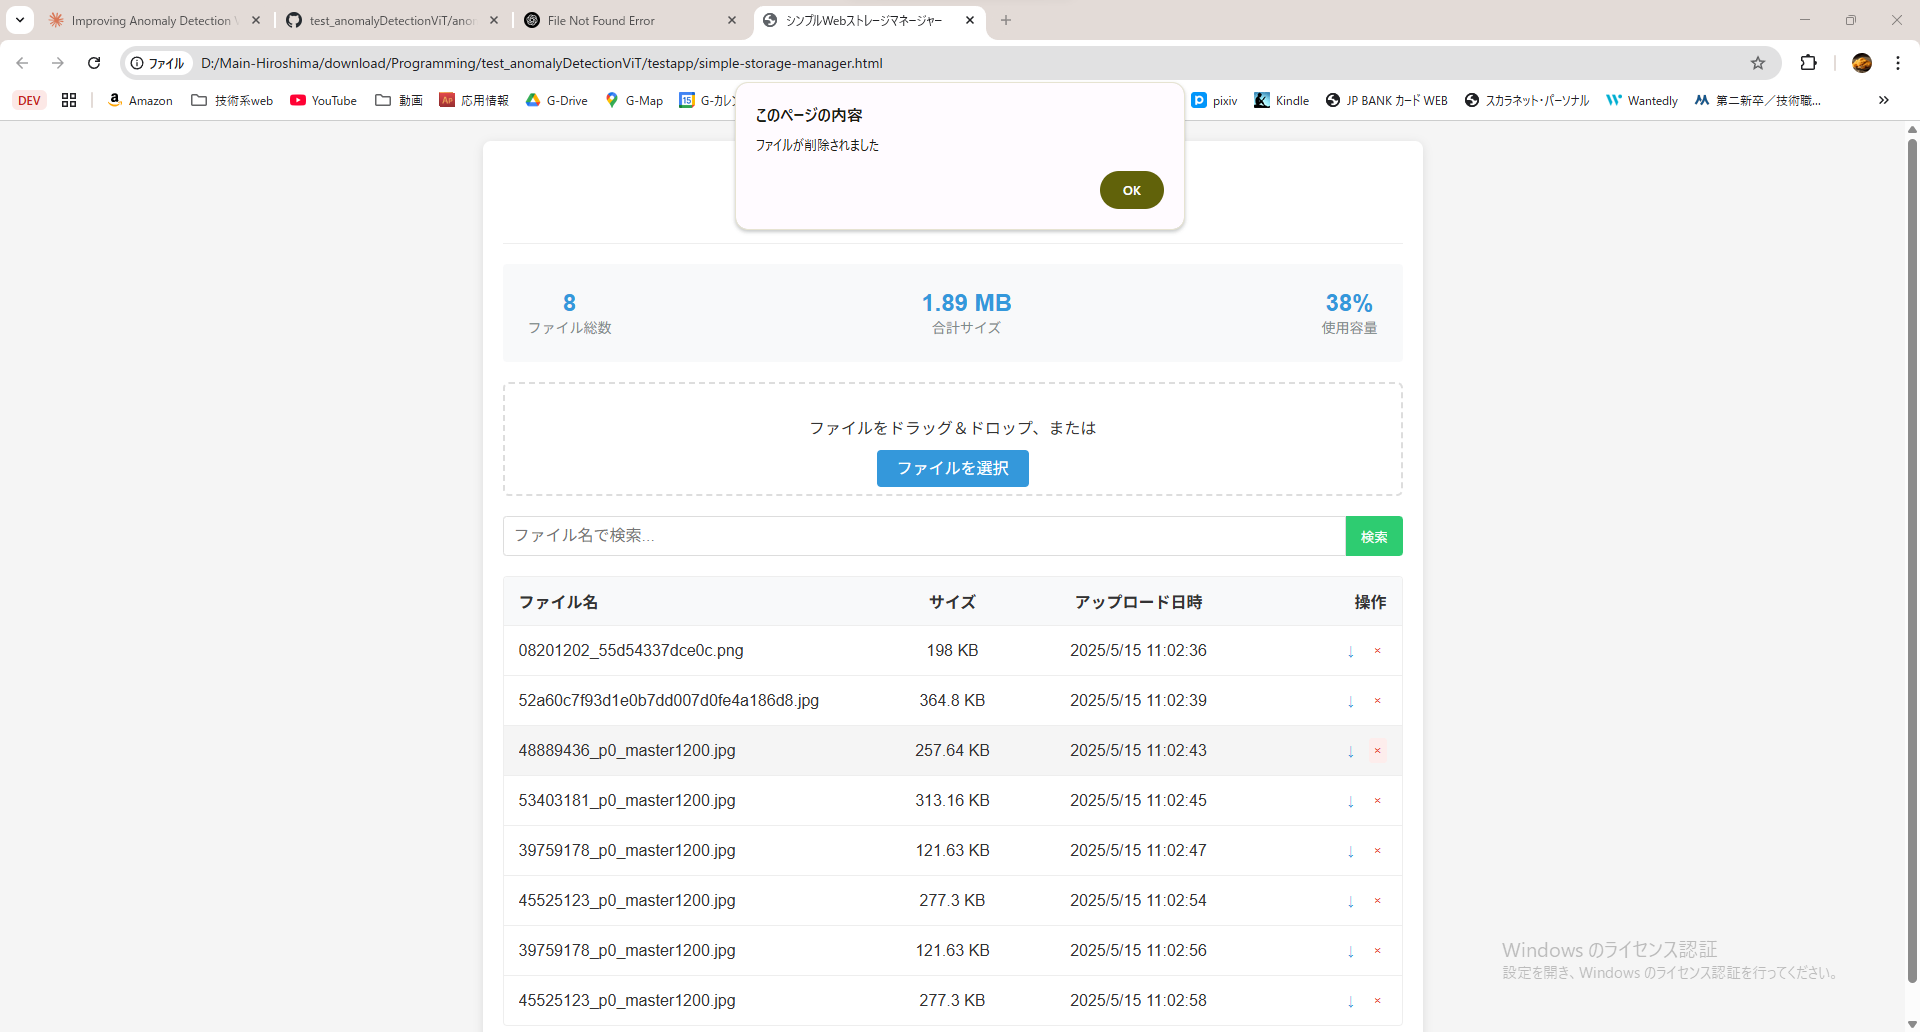 Improving Anomaly Detection
test_anomalyDetectionViT/ano
File Not Found Error
シンプルWebストレージマネージャー
ファイル
D:/Main-Hiroshima/download/Programming/test_anomalyDetectionViT/testapp/simple-storage-manager.html
DEV
Amazon
技術系web
YouTube
動画
Ap
応用情報
G-Drive
G-Map
15
G-カレン
pixiv
Kindle
JP BANK カード WEB
スカラネット・パーソナル
Wantedly
第二新卒／技術職...
このページの内容
ファイルが削除されました
OK
8
ファイル総数
1.89 MB
合計サイズ
38%
使用容量
ファイルをドラッグ＆ドロップ、または
ファイルを選択
ファイル名で検索...
検索
ファイル名 サイズ アップロード日時 操作
08201202_55d54337dce0c.png 198 KB 2025/5/15 11:02:36 ↓ ×
52a60c7f93d1e0b7dd007d0fe4a186d8.jpg 364.8 KB 2025/5/15 11:02:39 ↓ ×
48889436_p0_master1200.jpg 257.64 KB 2025/5/15 11:02:43 ↓ ×
53403181_p0_master1200.jpg 313.16 KB 2025/5/15 11:02:45 ↓ ×
39759178_p0_master1200.jpg 121.63 KB 2025/5/15 11:02:47 ↓ ×
45525123_p0_master1200.jpg 277.3 KB 2025/5/15 11:02:54 ↓ ×
39759178_p0_master1200.jpg 121.63 KB 2025/5/15 11:02:56 ↓ ×
45525123_p0_master1200.jpg 277.3 KB 2025/5/15 11:02:58 ↓ ×
Windows のライセンス認証
設定を開き、Windows のライセンス認証を行ってください。